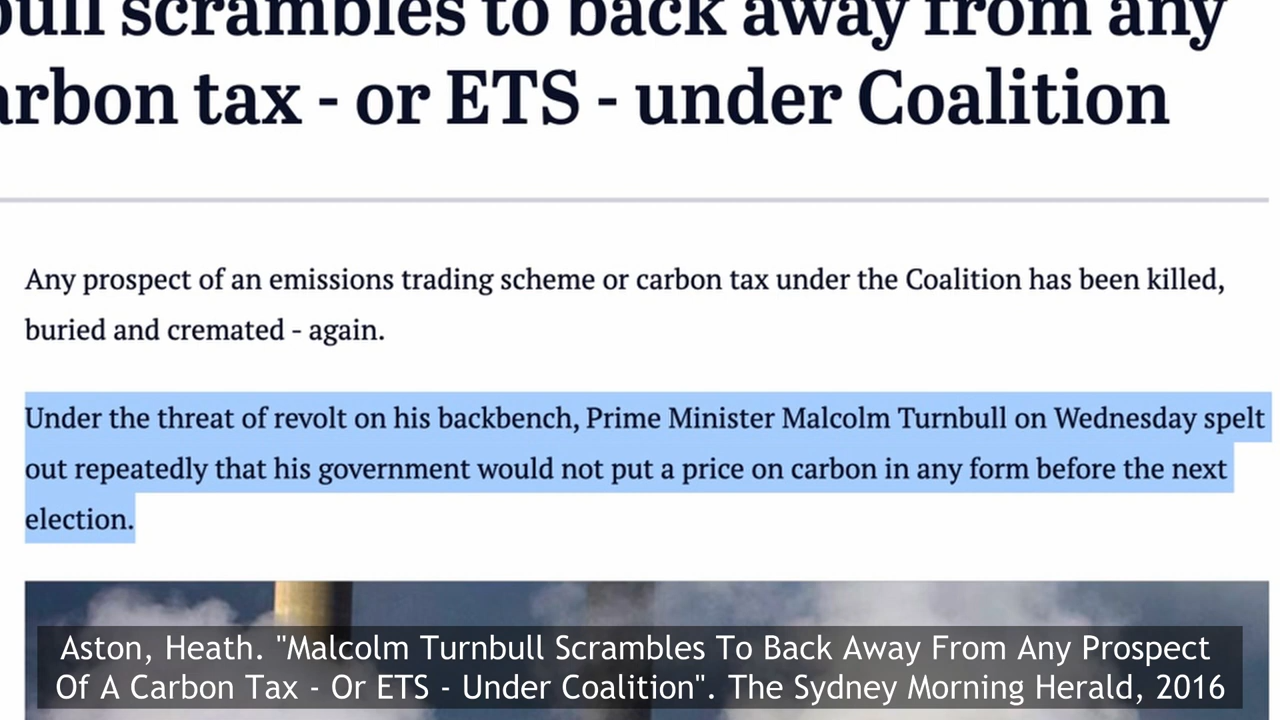 bull scrambles to back away from any
arbon tax - or ETS - under Coalition
Any prospect of an emissions trading scheme or carbon tax under the Coalition has been killed,
buried and cremated - again.
Under the threat of revolt on his backbench, Prime Minister Malcolm Turnbull on Wednesday spelt
out repeatedly that his government would not put a price on carbon in any form before the next
election.
Aston, Heath. "Malcolm Turnbull Scrambles To Back Away From Any Prospect
Of A Carbon Tax - Or ETS - Under Coalition". The Sydney Morning Herald, 2016